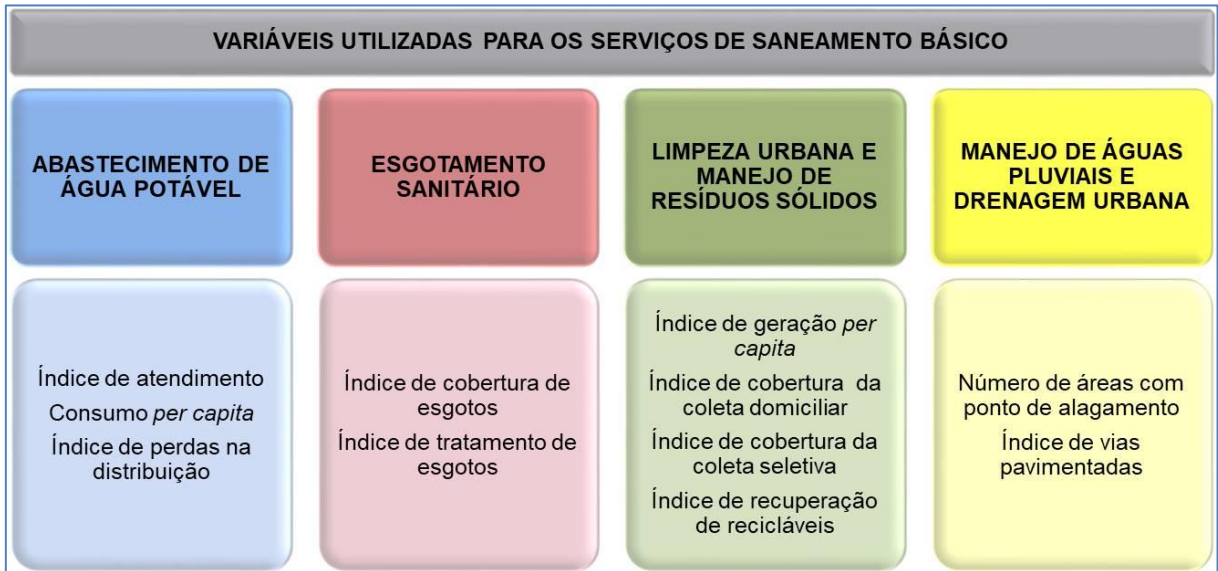 VARIÁVEIS UTILIZADAS PARA OS SERVIÇOS DE SANEAMENTO BÁSICO
ABASTECIMENTO DE
ÁGUA POTÁVEL
ESGOTAMENTO
SANITÁRIO
LIMPEZA URBANA E
MANEJO DE
RESÍDUOS SÓLIDOS
MANEJO DE ÁGUAS
PLUVIAIS E
DRENAGEM URBANA
Índice de atendimento
Consumo per capita
Índice de perdas na
distribuição
Índice de cobertura de
esgotos
Índice de tratamento de
esgotos
Índice de geração per
capita
Índice de cobertura da
coleta domiciliar
Índice de cobertura da
coleta seletiva
Índice de recuperação
de recicláveis
Número de áreas com
ponto de alagamento
Índice de vias
pavimentadas